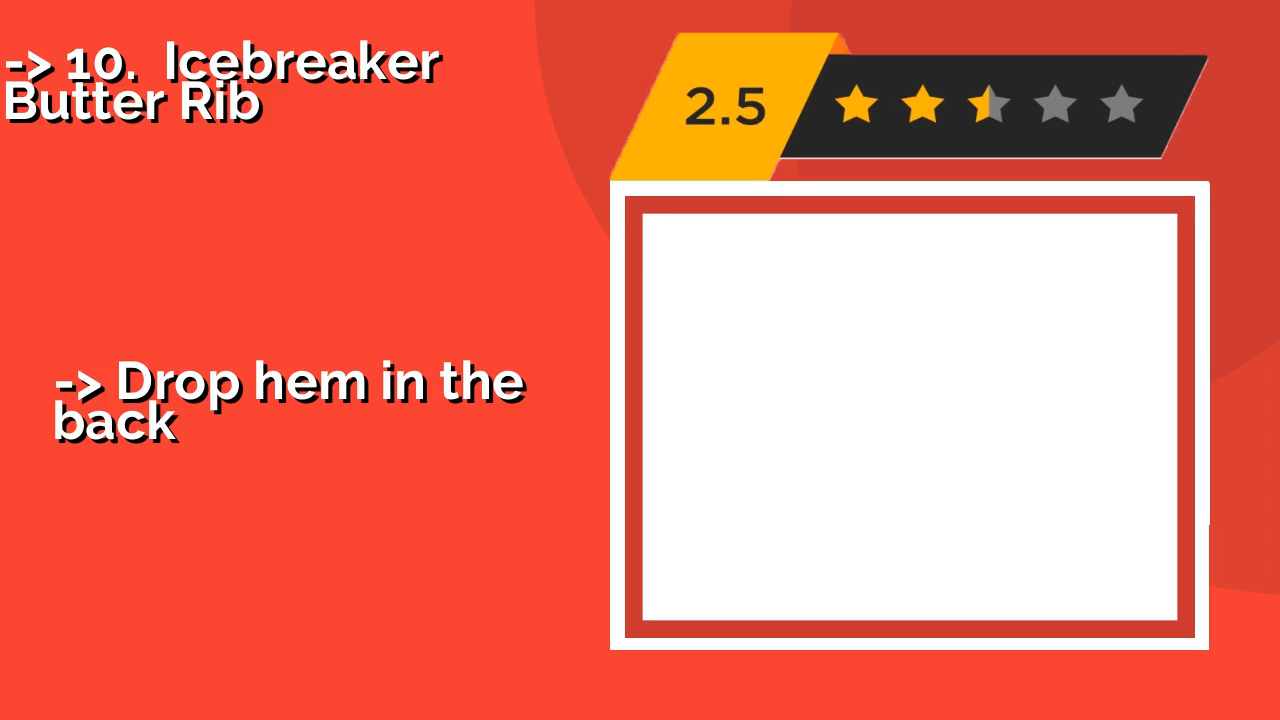 -> 10.  Icebreaker
Butter Rib
2.5
-> Drop hem in the
back